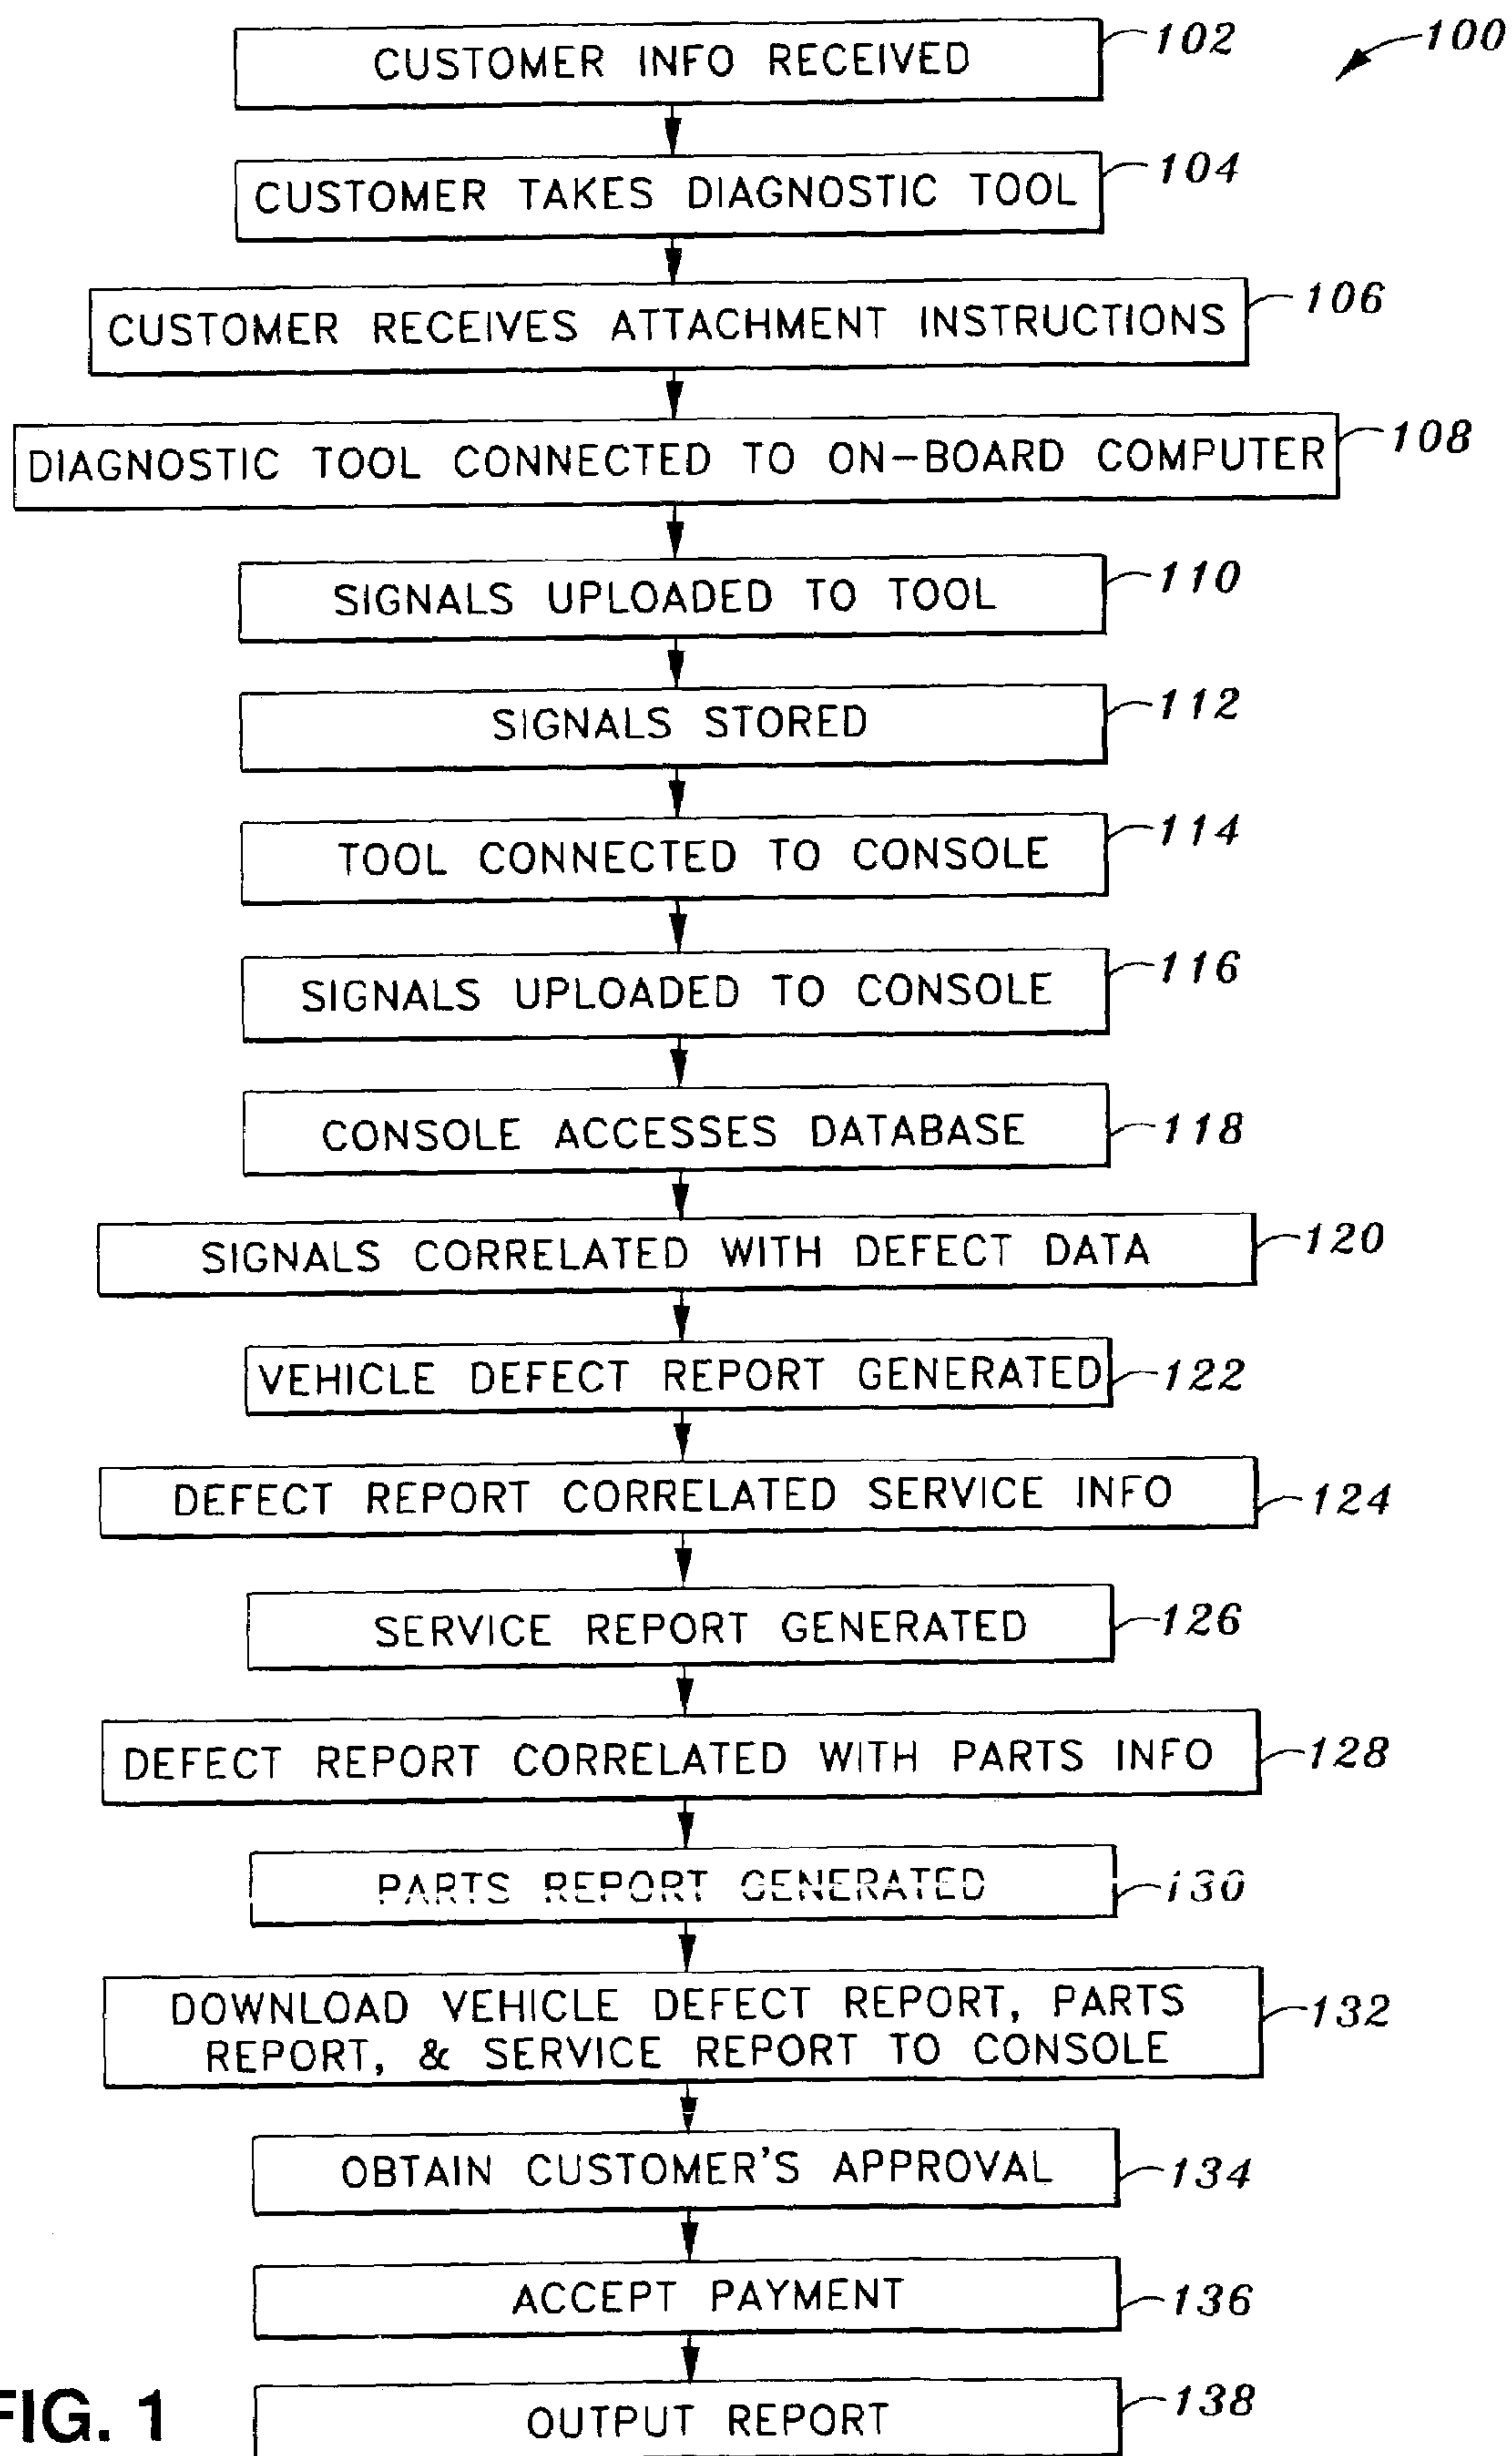 CUSTOMER INFO RECEIVED 102 100
CUSTOMER TAKES DIAGNOSTIC TOOL 104
CUSTOMER RECEIVES ATTACHMENT INSTRUCTIONS 106
DIAGNOSTIC TOOL CONNECTED TO ON-BOARD COMPUTER 108
SIGNALS UPLOADED TO TOOL 110
SIGNALS STORED 112
TOOL CONNECTED TO CONSOLE 114
SIGNALS UPLOADED TO CONSOLE 116
CONSOLE ACCESSES DATABASE 118
SIGNALS CORRELATED WITH DEFECT DATA 120
VEHICLE DEFECT REPORT GENERATED 122
DEFECT REPORT CORRELATED SERVICE INFO 124
SERVICE REPORT GENERATED 126
DEFECT REPORT CORRELATED WITH PARTS INFO 128
PARTS REPORT GENERATED 130
DOWNLOAD VEHICLE DEFECT REPORT, PARTS
REPORT, & SERVICE REPORT TO CONSOLE 132
OBTAIN CUSTOMER'S APPROVAL 134
ACCEPT PAYMENT 136
OUTPUT REPORT 138
FIG. 1